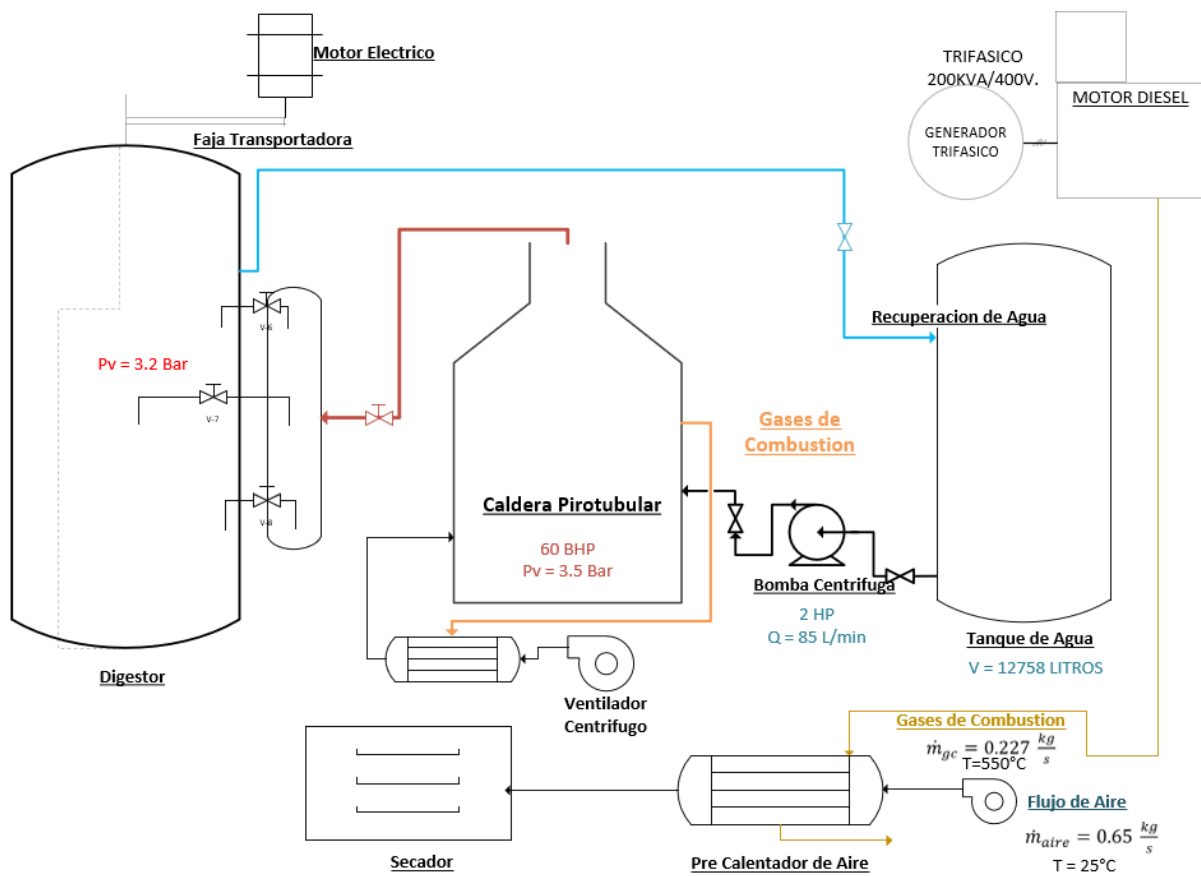 Motor Electrico
TRIFASICO
200KVA/400V.
MOTOR DIESEL
GENERADOR
TRIFASICO
Faja Transportadora
Recuperacion de Agua
V-6
Pv = 3.2 Bar
V-7
V-8
Gases de
Combustion
Caldera Pirotubular
60 BHP
Pv = 3.5 Bar
Bomba Centrifuga
2 HP
Q = 85 L/min
Tanque de Agua
V = 12758 LITROS
Digestor
Ventilador
Centrifugo
Gases de Combustion
ṁgc = 0.227 kg/s
T=550°C
Flujo de Aire
ṁaire = 0.65 kg/s
T = 25°C
Secador
Pre Calentador de Aire